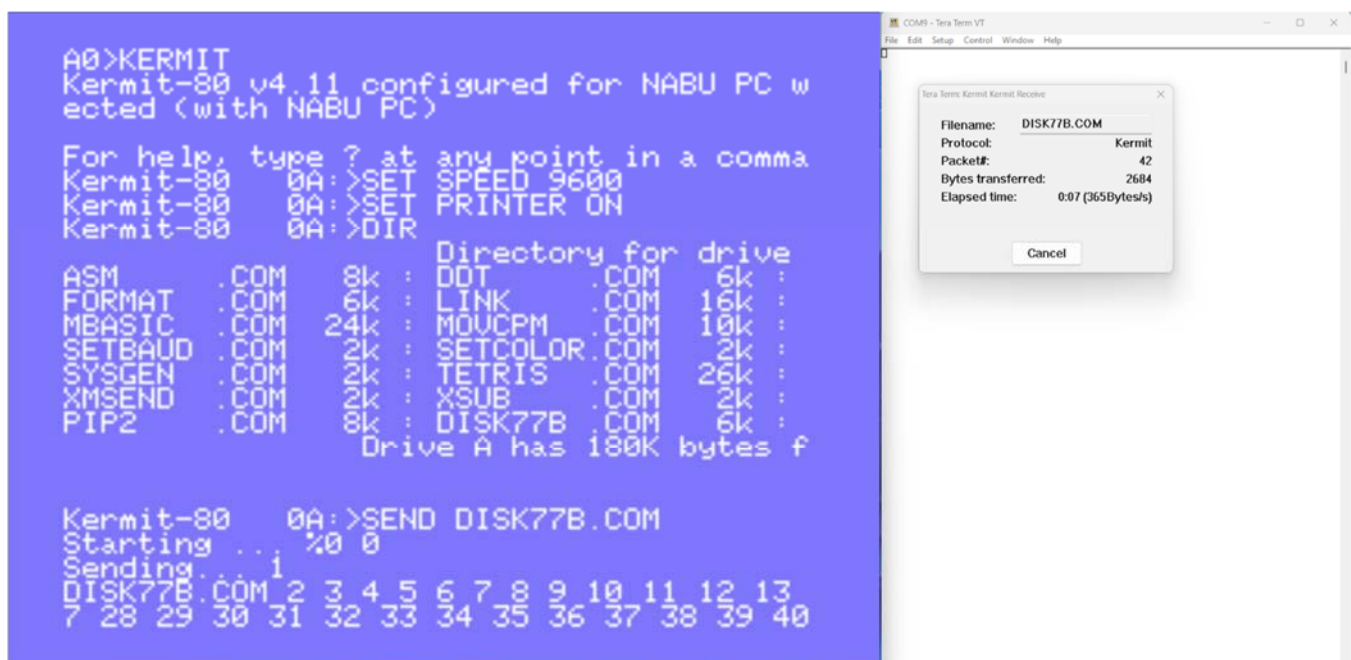 A0>KERMIT
Kermit-80 v4.11 configured for NABU PC w
ected (with NABU PC)
For help, type ? at any point in a comma
Kermit-80 0A:>SET SPEED 9600
Kermit-80 0A:>SET PRINTER ON
Kermit-80 0A:>DIR
Directory for drive
ASM .COM 8k : DDT .COM 6k :
FORMAT .COM 6k : LINK .COM 16k :
MBASIC .COM 24k : MOVCPM .COM 10k :
SETBAUD .COM 2k : SETCOLOR.COM 2k :
SYSGEN .COM 2k : TETRIS .COM 26k :
XMSEND .COM 2k : XSUB .COM 2k :
PIP2 .COM 8k : DISK77B .COM 6k :
Drive A has 180K bytes f
Kermit-80 0A:>SEND DISK77B.COM
Starting ... %0 0
Sending... 1
DISK77B.COM 2 3 4 5 6 7 8 9 10 11 12 13
7 28 29 30 31 32 33 34 35 36 37 38 39 40
COM9 - Tera Term VT
File Edit Setup Control Window Help
Tera Term: Kermit Kermit Receive
Filename: DISK77B.COM
Protocol: Kermit
Packet#: 42
Bytes transferred: 2684
Elapsed time: 0:07 (365Bytes/s)
Cancel